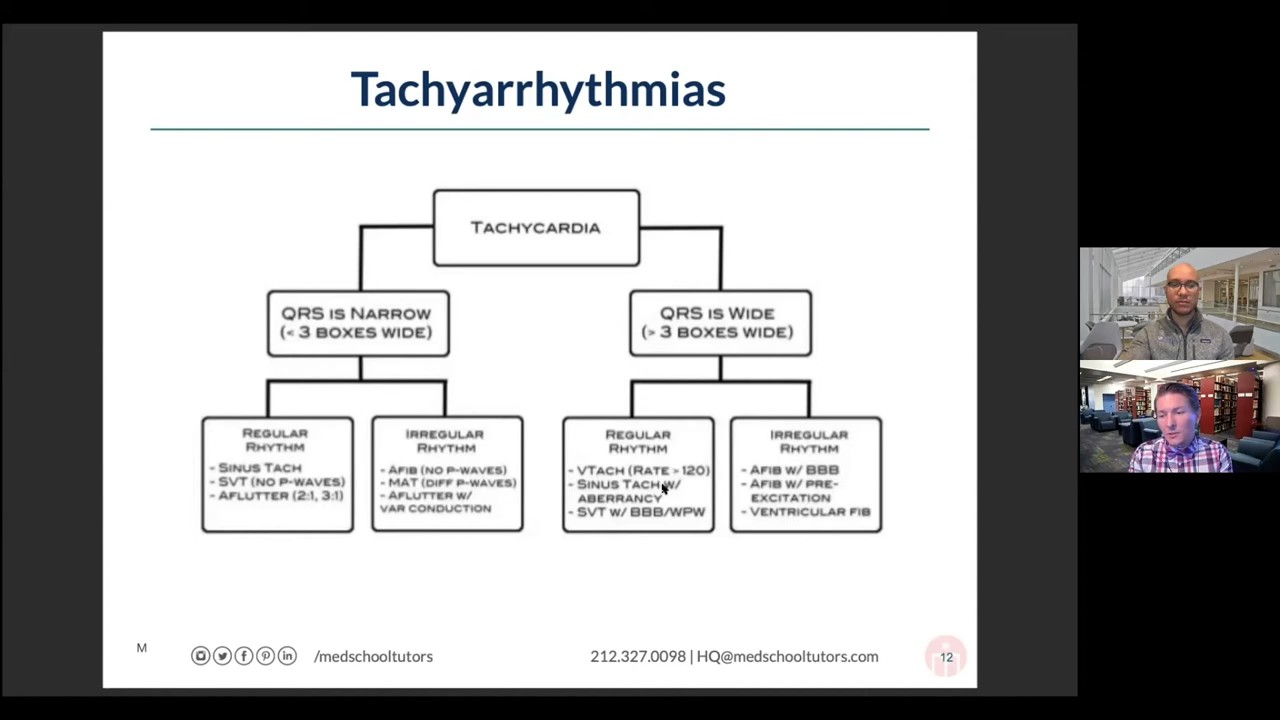 Tachyarrhythmias
TACHYCARDIA
QRS IS NARROW
(< 3 BOXES WIDE)
QRS IS WIDE
(> 3 BOXES WIDE)
REGULAR
RHYTHM
- SINUS TACH
- SVT (NO P-WAVES)
- AFLUTTER (2:1, 3:1)
IRREGULAR
RHYTHM
- AFIB (NO P-WAVES)
- MAT (DIFF P-WAVES)
- AFLUTTER W/
VAR CONDUCTION
REGULAR
RHYTHM
- VTACH (RATE > 120)
- SINUS TACH W/
ABERRANCY
- SVT W/ BBB/WPW
IRREGULAR
RHYTHM
- AFIB W/ BBB
- AFIB W/ PRE-
EXCITATION
- VENTRICULAR FIB
M
/medschooltutors
212.327.0098 | HQ@medschooltutors.com
12